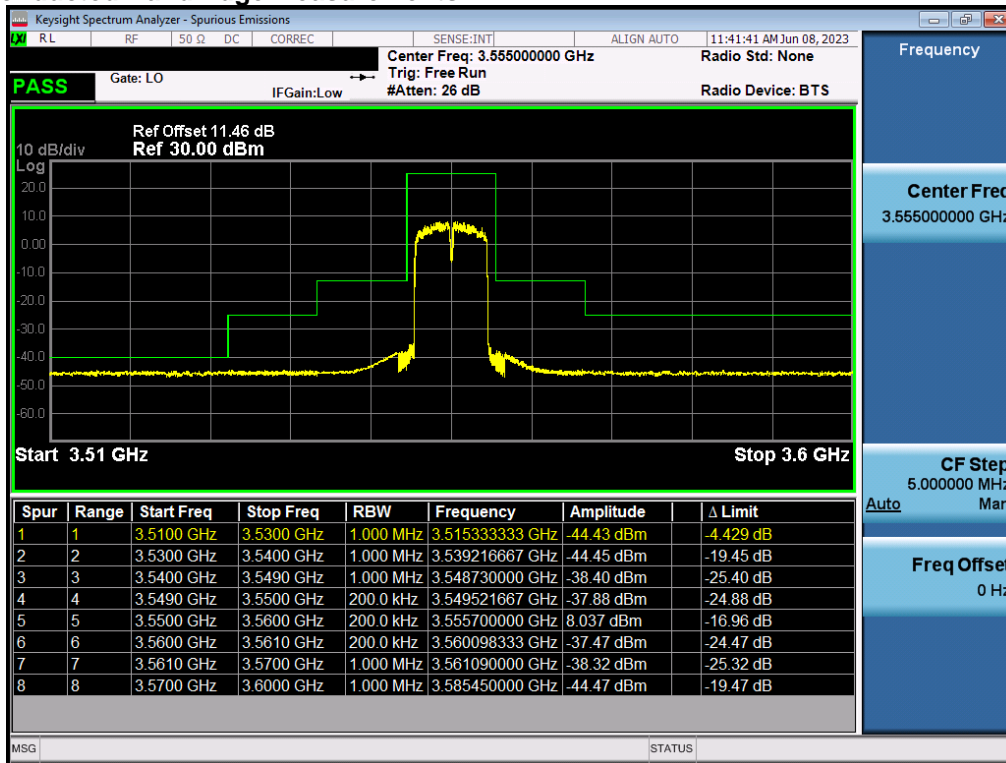 Keysight Spectrum Analyzer - Spurious Emissions
LXI RL RF 50 Ω DC CORREC SENSE:INT ALIGN AUTO 11:41:41 AM Jun 08, 2023
Center Freq: 3.555000000 GHz Radio Std: None
Gate: LO Trig: Free Run
PASS IFGain:Low #Atten: 26 dB Radio Device: BTS
Frequency
Ref Offset 11.46 dB
10 dB/div Ref 30.00 dBm
Log
20.0
10.0
0.00
-10.0
-20.0
-30.0
-40.0
-50.0
-60.0
Start 3.51 GHz Stop 3.6 GHz
Center Freq
3.555000000 GHz
CF Step
5.000000 MHz
Auto Man
Freq Offset
0 Hz
Spur Range Start Freq Stop Freq RBW Frequency Amplitude Δ Limit
1 1 3.5100 GHz 3.5300 GHz 1.000 MHz 3.515333333 GHz -44.43 dBm -4.429 dB
2 2 3.5300 GHz 3.5400 GHz 1.000 MHz 3.539216667 GHz -44.45 dBm -19.45 dB
3 3 3.5400 GHz 3.5490 GHz 1.000 MHz 3.548730000 GHz -38.40 dBm -25.40 dB
4 4 3.5490 GHz 3.5500 GHz 200.0 kHz 3.549521667 GHz -37.88 dBm -24.88 dB
5 5 3.5500 GHz 3.5600 GHz 200.0 kHz 3.555700000 GHz 8.037 dBm -16.96 dB
6 6 3.5600 GHz 3.5610 GHz 200.0 kHz 3.560098333 GHz -37.47 dBm -24.47 dB
7 7 3.5610 GHz 3.5700 GHz 1.000 MHz 3.561090000 GHz -38.32 dBm -25.32 dB
8 8 3.5700 GHz 3.6000 GHz 1.000 MHz 3.585450000 GHz -44.47 dBm -19.47 dB
MSG STATUS